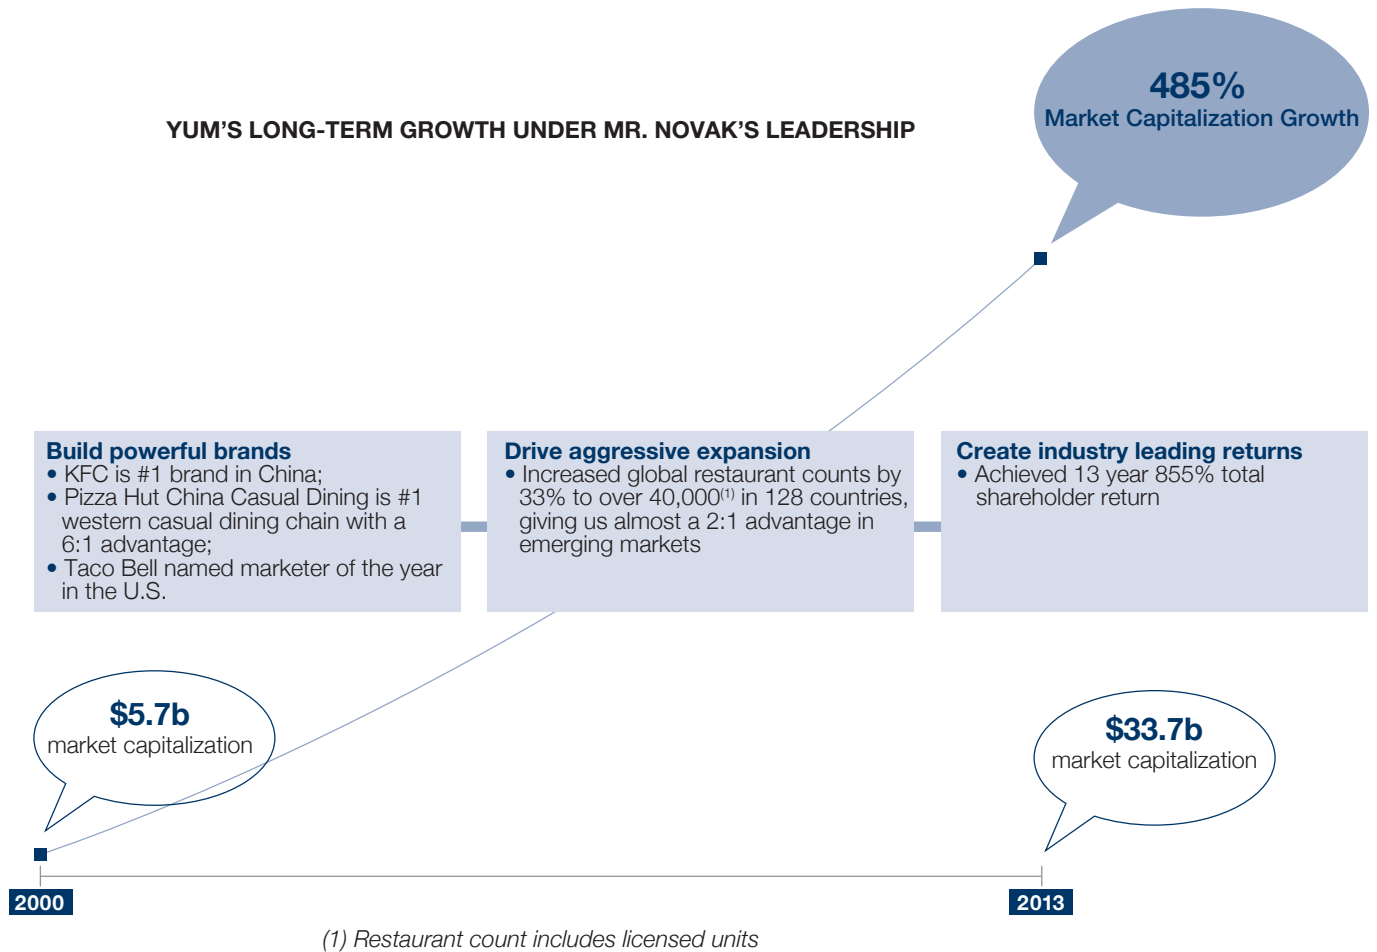 485%
Market Capitalization Growth
YUM’S LONG-TERM GROWTH UNDER MR. NOVAK’S LEADERSHIP
Build powerful brands
• KFC is #1 brand in China;
• Pizza Hut China Casual Dining is #1
western casual dining chain with a
6:1 advantage;
• Taco Bell named marketer of the year
in the U.S.
Drive aggressive expansion
• Increased global restaurant counts by
33% to over 40,000(1) in 128 countries,
giving us almost a 2:1 advantage in
emerging markets
Create industry leading returns
• Achieved 13 year 855% total
shareholder return
$5.7b
market capitalization
$33.7b
market capitalization
2000
2013
(1) Restaurant count includes licensed units